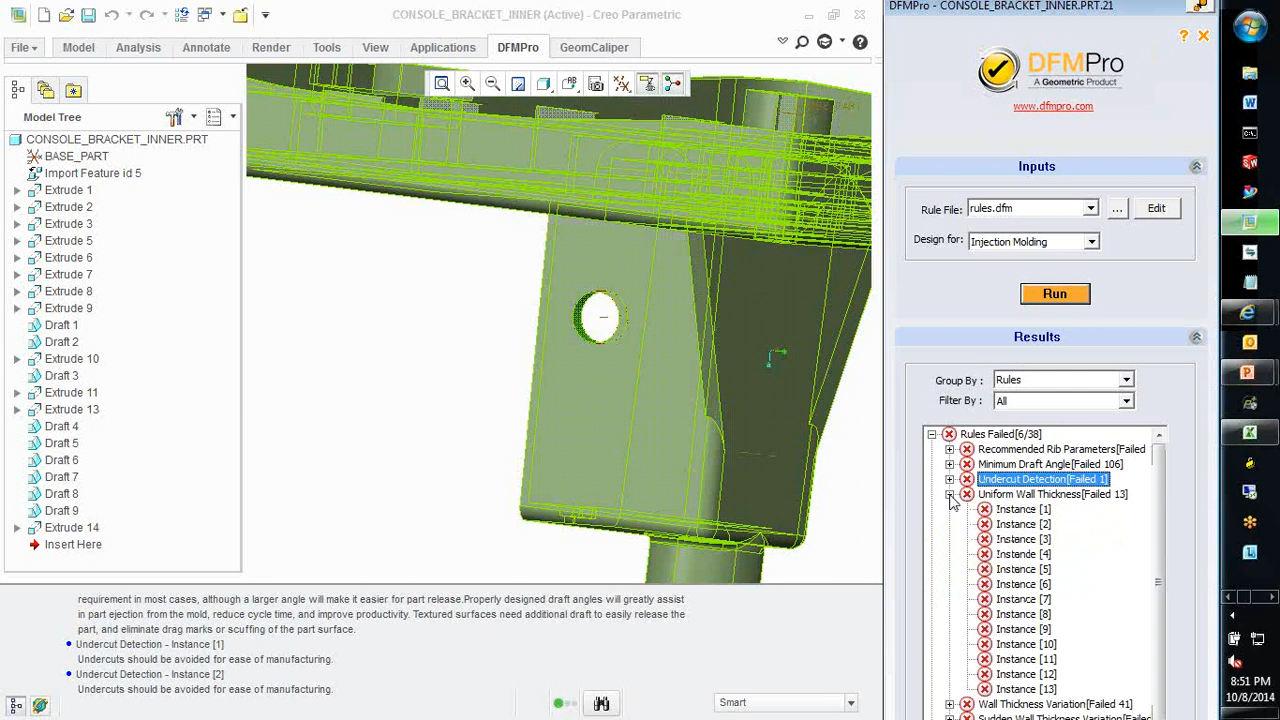 CONSOLE_BRACKET_INNER (Active) - Creo Parametric
File
Model
Analysis
Annotate
Render
Tools
View
Applications
DFMPro
GeomCaliper
Model Tree
CONSOLE_BRACKET_INNER.PRT
BASE_PART
Import Feature id 5
Extrude 1
Extrude 2
Extrude 3
Extrude 5
Extrude 6
Extrude 7
Extrude 8
Extrude 9
Draft 1
Draft 2
Extrude 10
Draft 3
Extrude 11
Extrude 13
Draft 4
Draft 5
Draft 6
Draft 7
Draft 8
Draft 9
Extrude 14
Insert Here
requirement in most cases, although a larger angle will make it easier for part release.Properly designed draft angles will greatly assist
in part ejection from the mold, reduce cycle time, and improve productivity. Textured surfaces need additional draft to easily release the
part, and eliminate drag marks or scuffing of the part surface.
Undercut Detection - Instance [1]
Undercuts should be avoided for ease of manufacturing.
Undercut Detection - Instance [2]
Undercuts should be avoided for ease of manufacturing.
Smart
DFMPro - CONSOLE_BRACKET_INNER.PRT.21
DFMPro
A Geometric Product
www.dfmpro.com
Inputs
Rule File: rules.dfm ... Edit
Design for: Injection Molding
Run
Results
Group By : Rules
Filter By : All
Rules Failed[6/38]
Recommended Rib Parameters[Failed
Minimum Draft Angle[Failed 106]
Undercut Detection[Failed 1]
Uniform Wall Thickness[Failed 13]
Instance [1]
Instance [2]
Instance [3]
Instance [4]
Instance [5]
Instance [6]
Instance [7]
Instance [8]
Instance [9]
Instance [10]
Instance [11]
Instance [12]
Instance [13]
Wall Thickness Variation[Failed 41]
Sudden Wall Thickness Variation[Failed
8:51 PM
10/8/2014